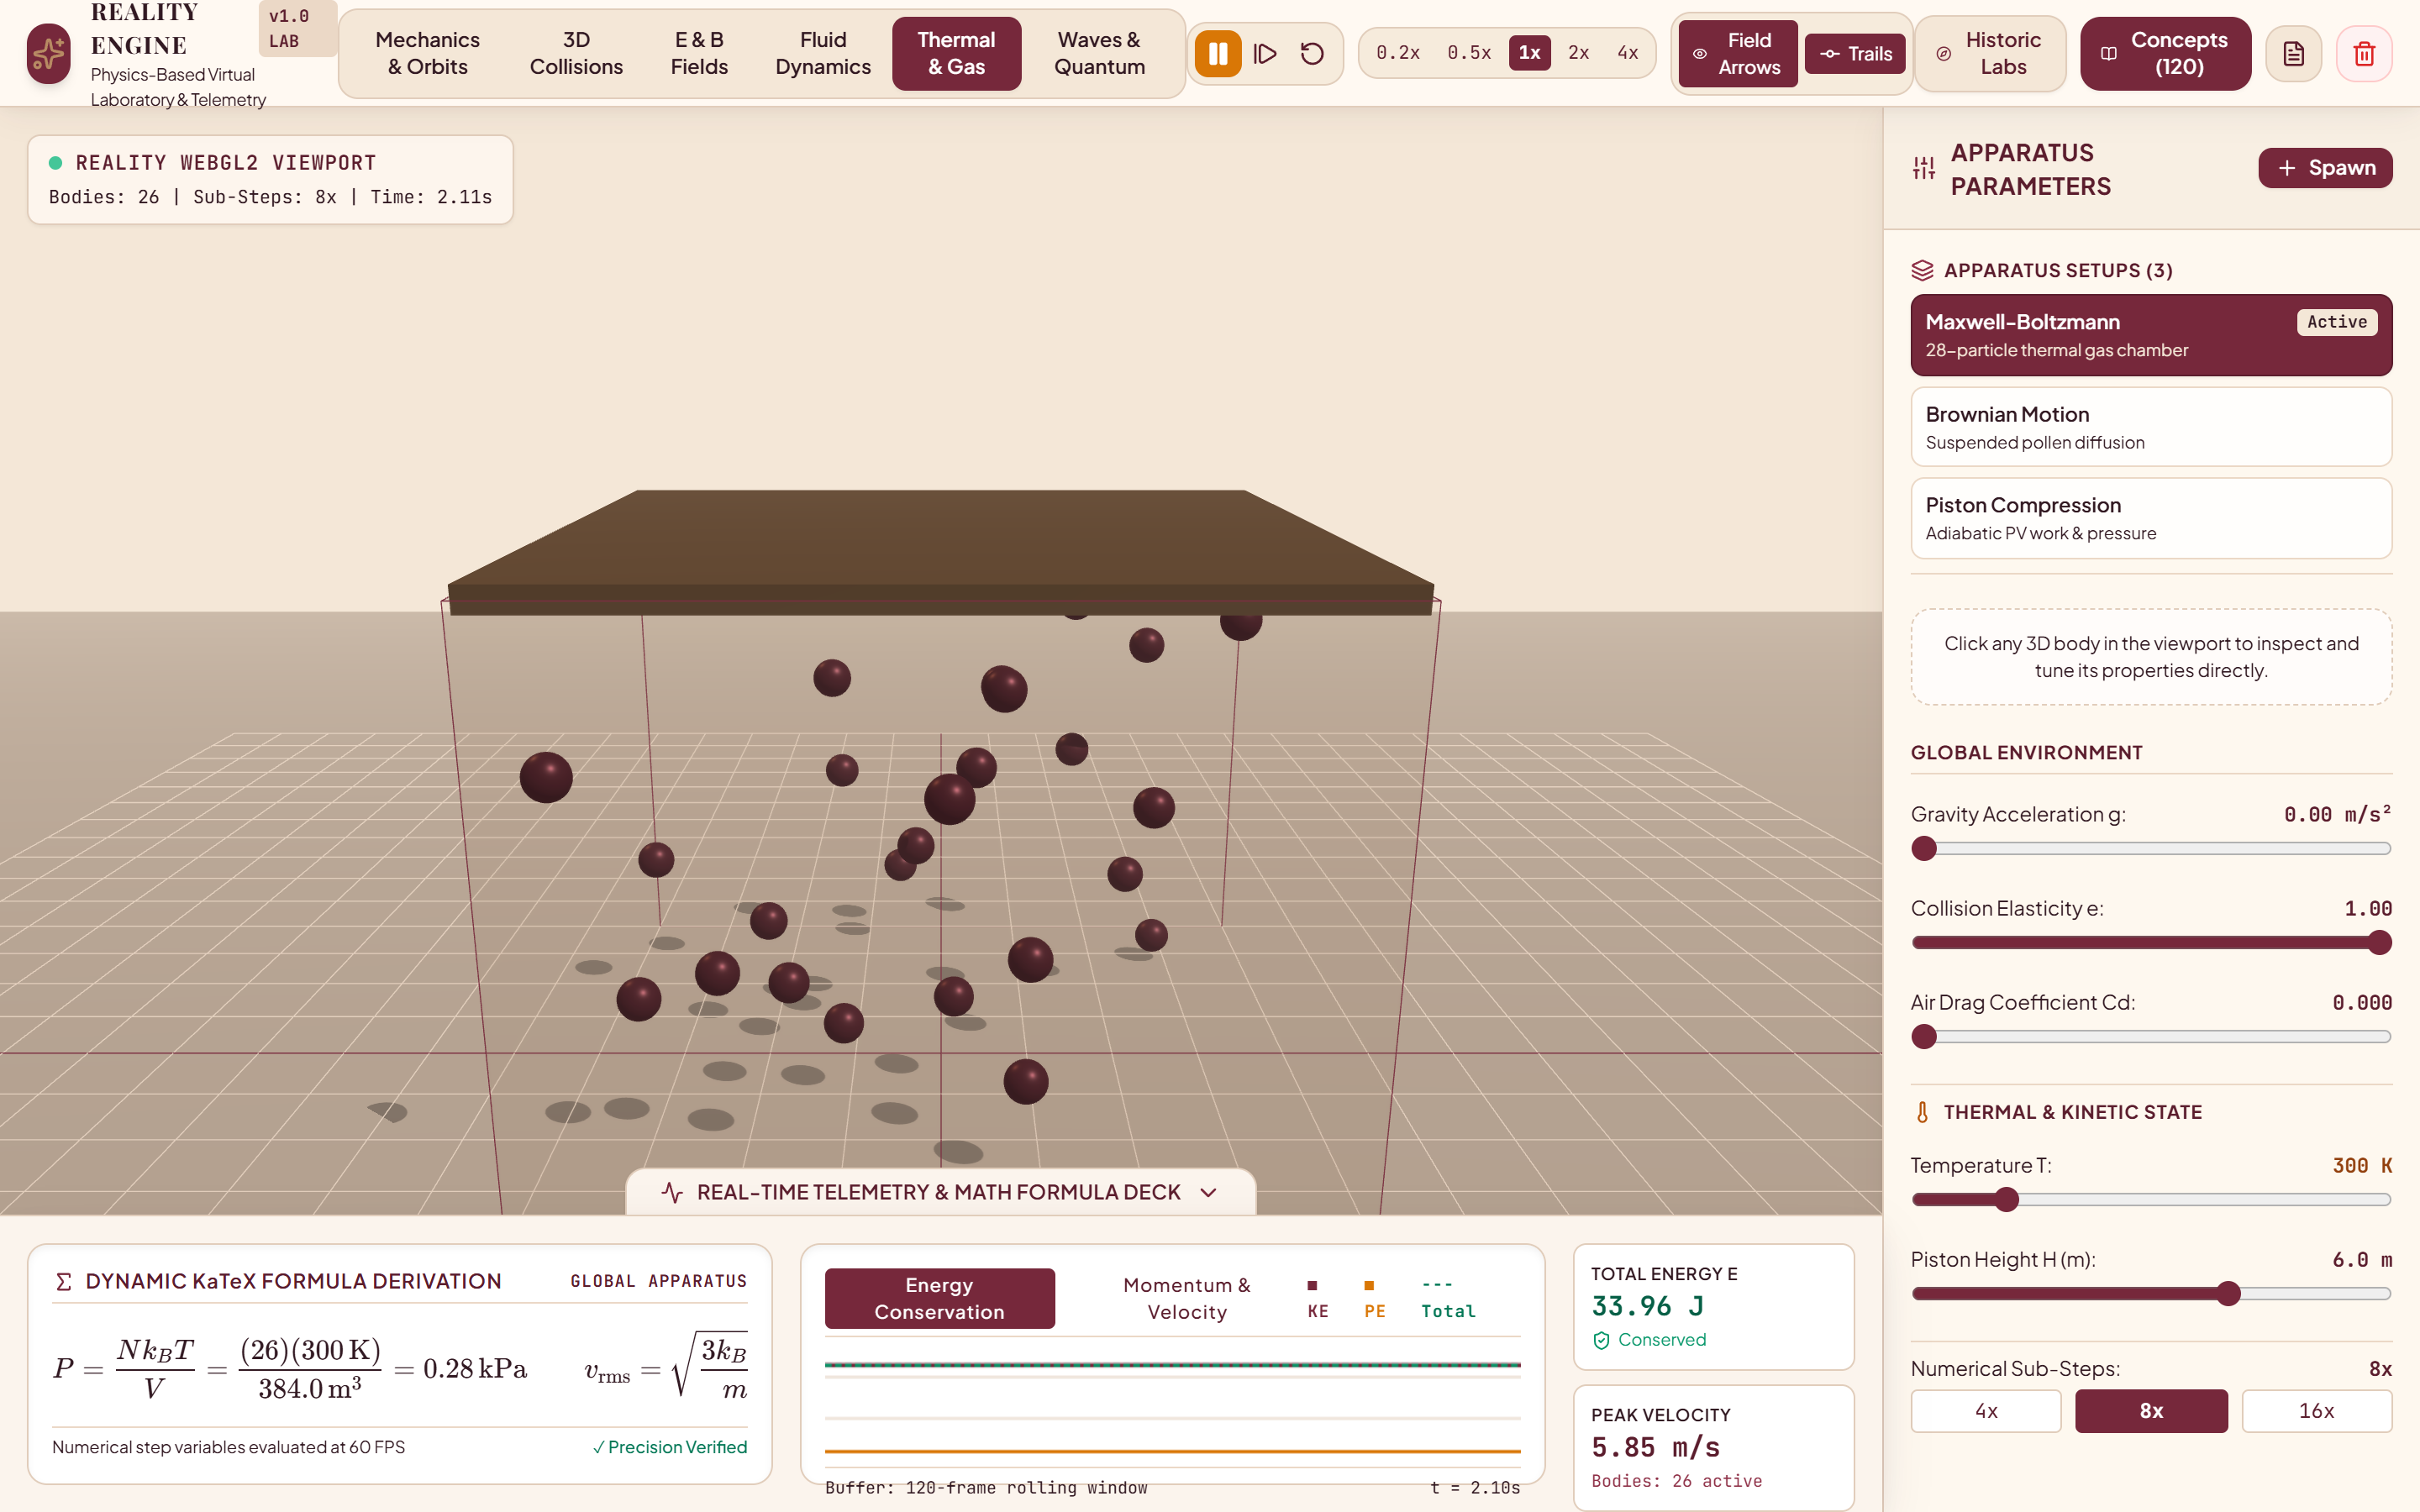 REALITY
ENGINE
v1.0
LAB
Physics-Based Virtual
Laboratory & Telemetry
Mechanics
& Orbits
3D
Collisions
E & B
Fields
Fluid
Dynamics
Thermal
& Gas
Waves &
Quantum
0.2x 0.5x 1x 2x 4x
Field
Arrows
Trails
Historic
Labs
Concepts
(120)
REALITY WEBGL2 VIEWPORT
Bodies: 26 | Sub-Steps: 8x | Time: 2.11s
APPARATUS
PARAMETERS
Spawn
APPARATUS SETUPS (3)
Maxwell-Boltzmann
Active
28-particle thermal gas chamber
Brownian Motion
Suspended pollen diffusion
Piston Compression
Adiabatic PV work & pressure
Click any 3D body in the viewport to inspect and
tune its properties directly.
GLOBAL ENVIRONMENT
Gravity Acceleration g: 0.00 m/s²
Collision Elasticity e: 1.00
Air Drag Coefficient Cd: 0.000
THERMAL & KINETIC STATE
Temperature T: 300 K
Piston Height H (m): 6.0 m
Numerical Sub-Steps: 8x
4x 8x 16x
REAL-TIME TELEMETRY & MATH FORMULA DECK
DYNAMIC KaTeX FORMULA DERIVATION
GLOBAL APPARATUS
P = Nk_BT / V = (26)(300 K) / 384.0 m³ = 0.28 kPa v_rms = √(3k_B / m
Numerical step variables evaluated at 60 FPS
✓ Precision Verified
Energy
Conservation
Momentum &
Velocity
■
KE
■
PE
---
Total
Buffer: 120-frame rolling window
t = 2.10s
TOTAL ENERGY E
33.96 J
Conserved
PEAK VELOCITY
5.85 m/s
Bodies: 26 active